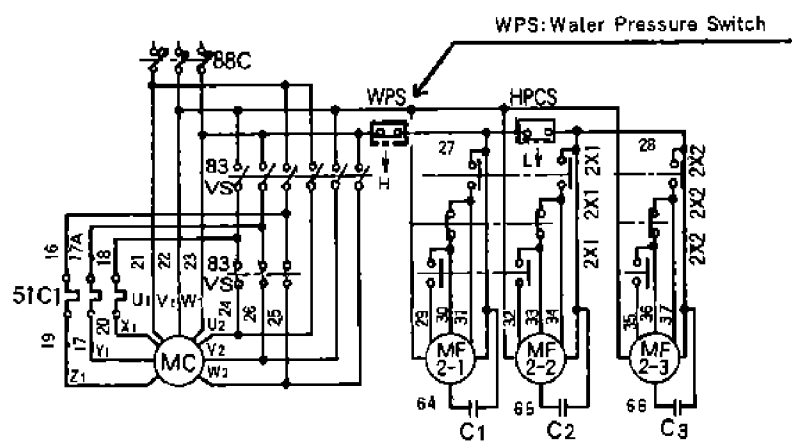 WPS: Water Pressure Switch
88C
WPS
HPCS
H
L
27
28
83
VS
2X1
2X1
2X1
2X2
2X2
2X2
16
17A
18
21
22
23
83
VS
51C1
U1
V1
W1
24
26
25
19
17
20
X1
Y1
Z1
U2
V2
W2
MC
29
30
31
32
33
34
35
36
37
MF
2-1
MF
2-2
MF
2-3
64
65
66
C1
C2
C3